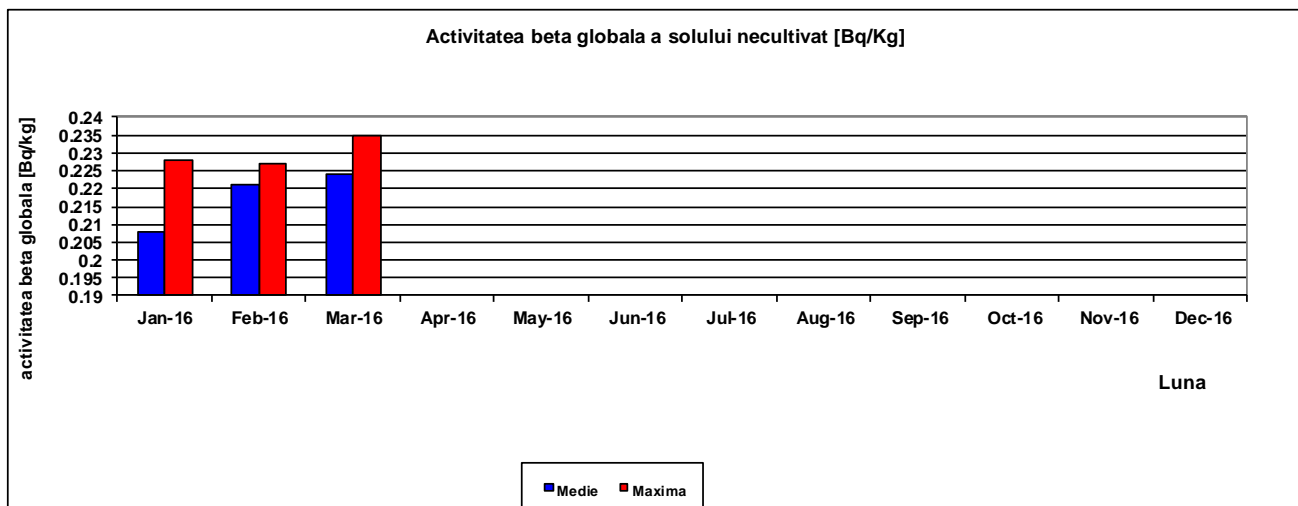 Activitatea beta globala a solului necultivat [Bq/Kg]
activitatea beta globala [Bq/kg]
0.24
0.235
0.23
0.225
0.22
0.215
0.21
0.205
0.2
0.195
0.19
Jan-16 Feb-16 Mar-16 Apr-16 May-16 Jun-16 Jul-16 Aug-16 Sep-16 Oct-16 Nov-16 Dec-16
Luna
Medie Maxima